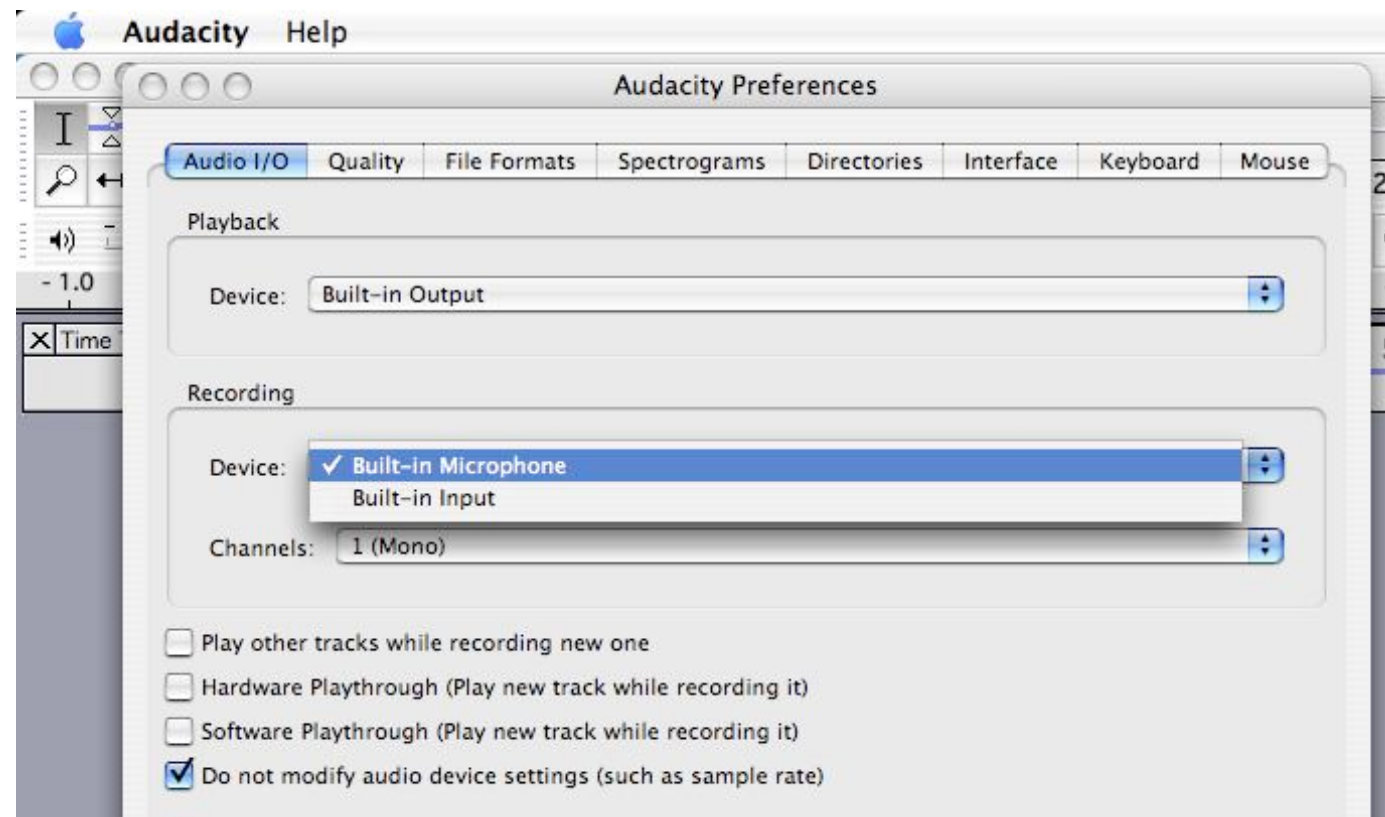 Audacity Help
Audacity Preferences
Audio I/O Quality File Formats Spectrograms Directories Interface Keyboard Mouse
2
Playback
- 1.0
Device: Built-in Output
Time
Recording
Device: ✓ Built-in Microphone
Built-in Input
Channels: 1 (Mono)
Play other tracks while recording new one
Hardware Playthrough (Play new track while recording it)
Software Playthrough (Play new track while recording it)
Do not modify audio device settings (such as sample rate)